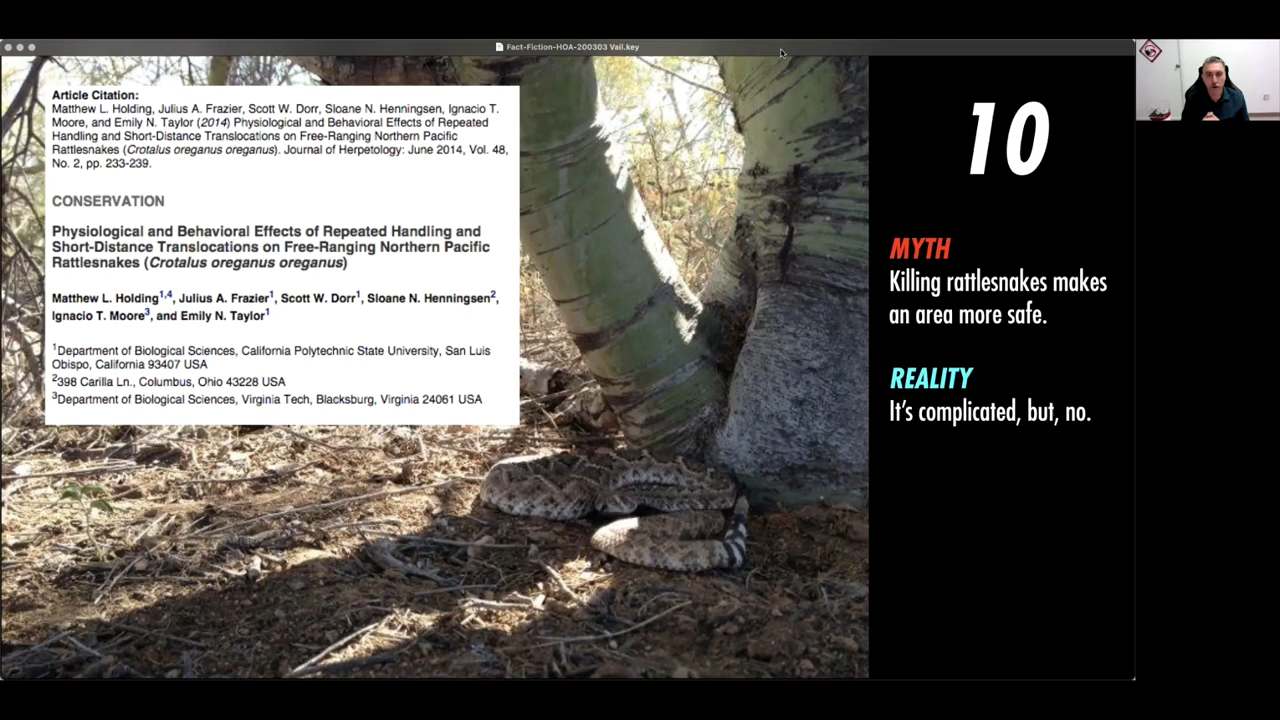 Fact-Fiction-HOA-200303 Vail.key
Article Citation:
Matthew L. Holding, Julius A. Frazier, Scott W. Dorr, Sloane N. Henningsen, Ignacio T.
Moore, and Emily N. Taylor (2014) Physiological and Behavioral Effects of Repeated
Handling and Short-Distance Translocations on Free-Ranging Northern Pacific
Rattlesnakes (Crotalus oreganus oreganus). Journal of Herpetology: June 2014, Vol. 48,
No. 2, pp. 233-239.
CONSERVATION
Physiological and Behavioral Effects of Repeated Handling and
Short-Distance Translocations on Free-Ranging Northern Pacific
Rattlesnakes (Crotalus oreganus oreganus)
Matthew L. Holding1,4, Julius A. Frazier1, Scott W. Dorr1, Sloane N. Henningsen2,
Ignacio T. Moore3, and Emily N. Taylor1
1Department of Biological Sciences, California Polytechnic State University, San Luis
Obispo, California 93407 USA
2398 Carilla Ln., Columbus, Ohio 43228 USA
3Department of Biological Sciences, Virginia Tech, Blacksburg, Virginia 24061 USA
10
MYTH
Killing rattlesnakes makes
an area more safe.
REALITY
It’s complicated, but, no.